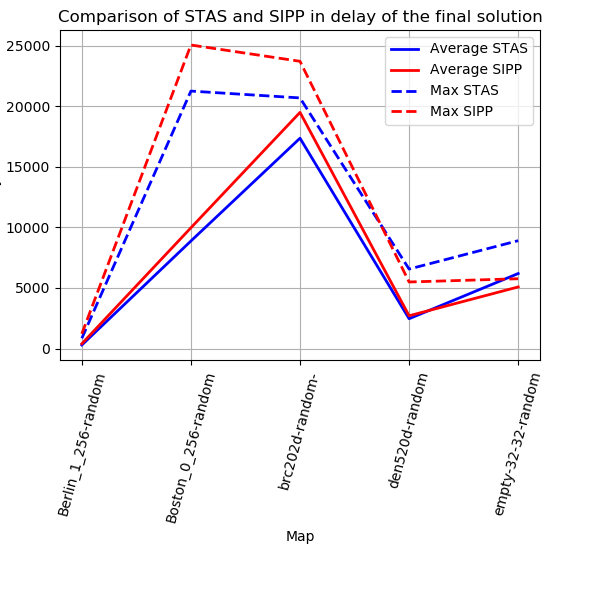 Comparison of STAS and SIPP in delay of the final solution
Average STAS
Average SIPP
Max STAS
Max SIPP
25000
20000
15000
10000
5000
0
Berlin_1_256-random
Boston_0_256-random
brc202d-random-
den520d-random
empty-32-32-random
Map